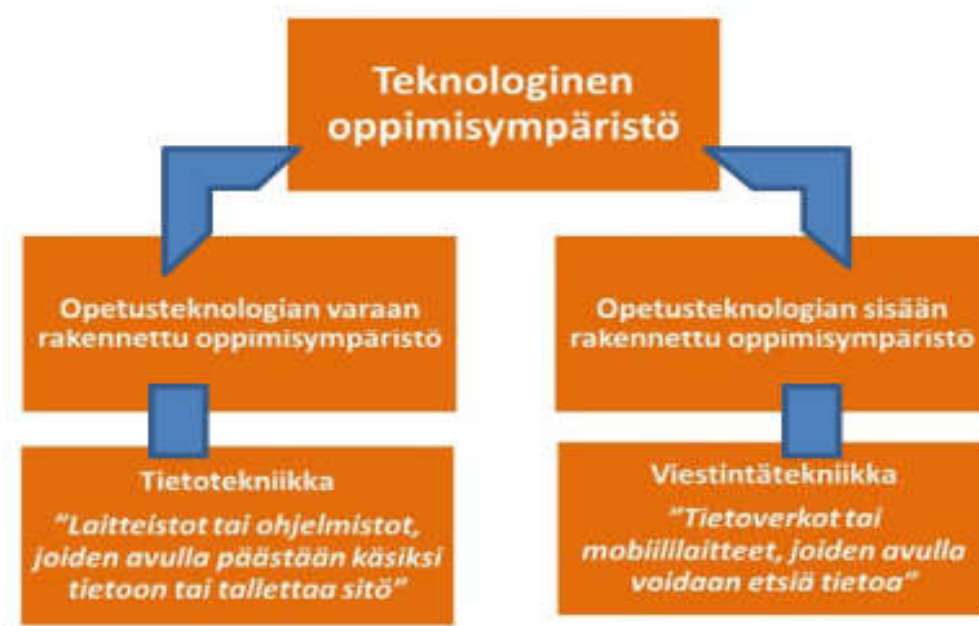 Teknologinen
oppimisympäristö
Opetusteknologian varaan
rakennettu oppimisympäristö
Opetusteknologian sisään
rakennettu oppimisympäristö
Tietotekniikka
"Laitteistot tai ohjelmistot,
joiden avulla päästään käsiksi
tietoon tai tallettaa sitö"
Viestintätekniikka
"Tietoverkot tai
mobiililaitteet, joiden avulla
voidaan etsiä tietoa"